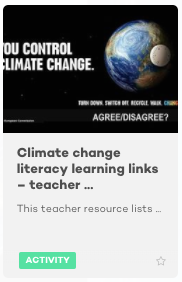 YOU CONTROL
CLIMATE CHANGE.
TURN DOWN. SWITCH OFF. RECYCLE. WALK. CHANGE
AGREE/DISAGREE?
Climate change
literacy learning links
– teacher ...
This teacher resource lists ...
ACTIVITY